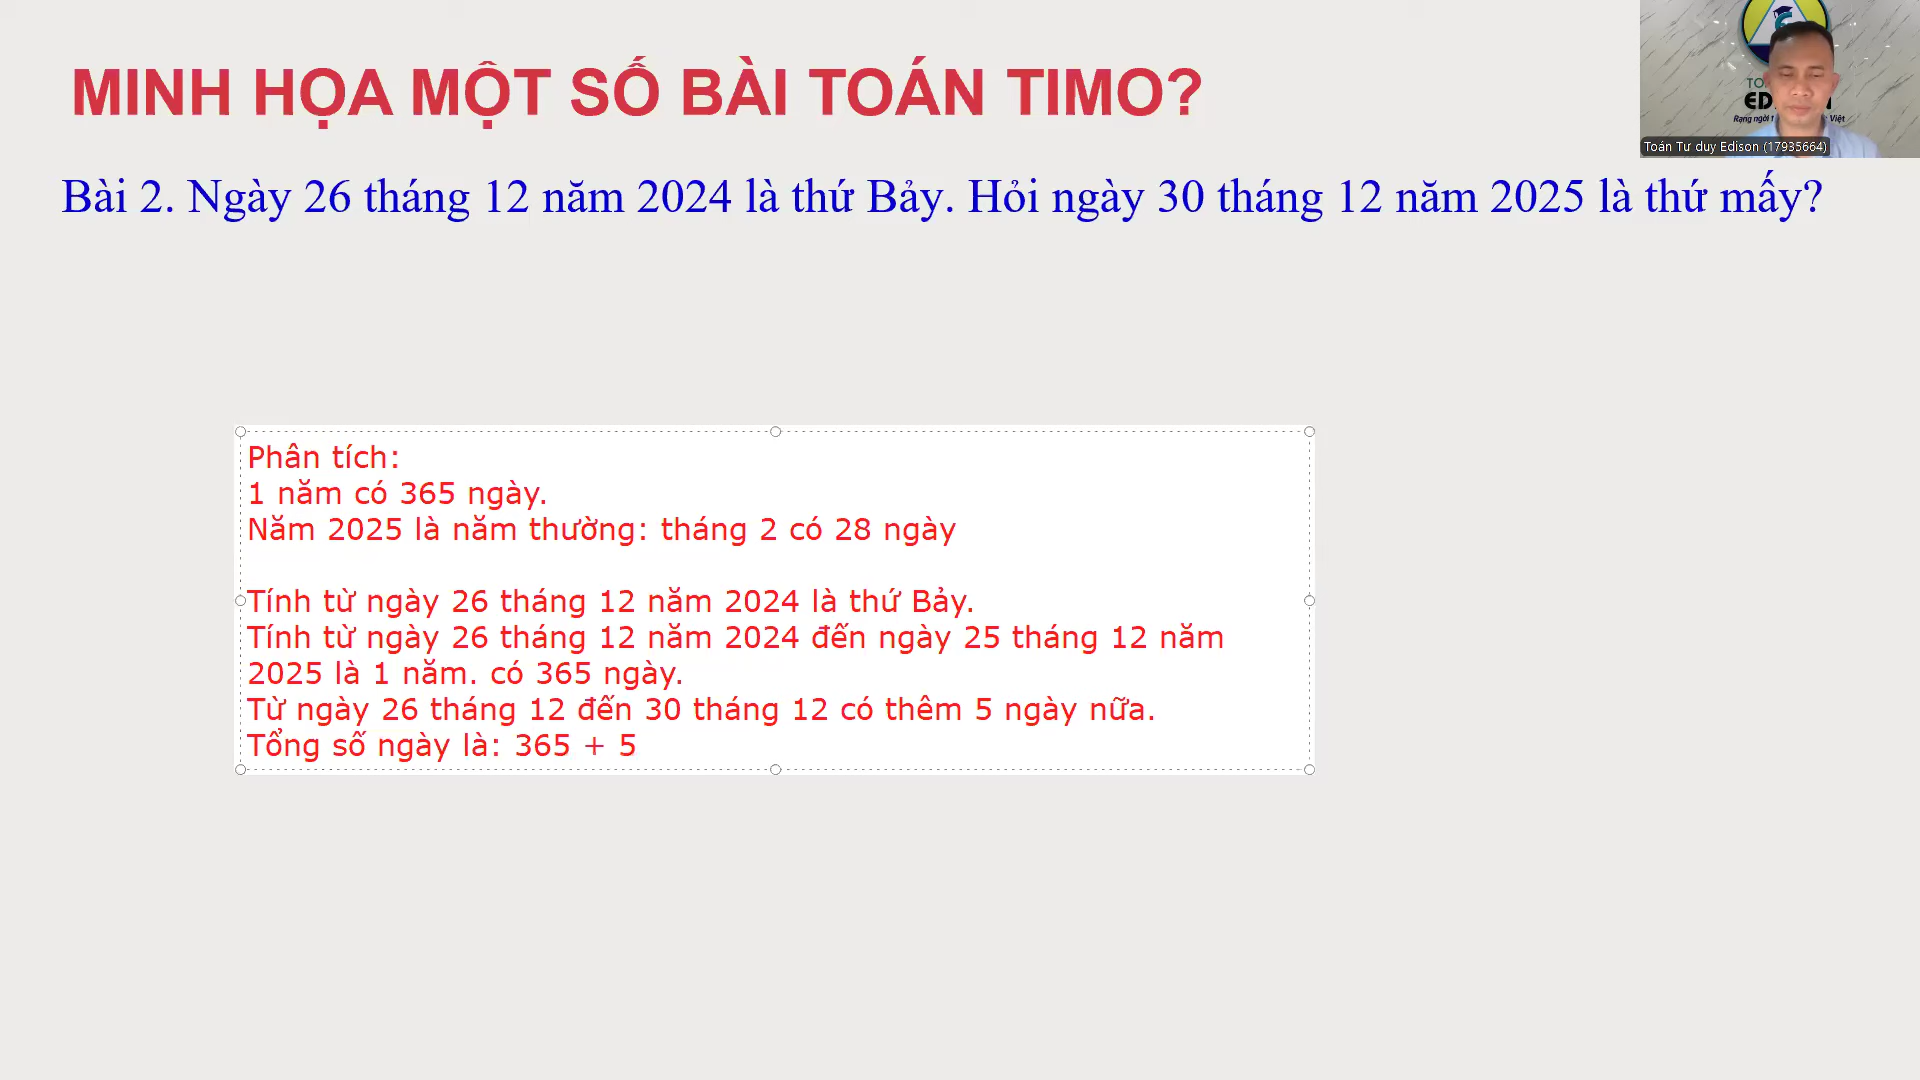 MINH HỌA MỘT SỐ BÀI TOÁN TIMO?
EDISON
Toán Tư duy Edison (17935664)
Bài 2. Ngày 26 tháng 12 năm 2024 là thứ Bảy. Hỏi ngày 30 tháng 12 năm 2025 là thứ mấy?
Phân tích:
1 năm có 365 ngày.
Năm 2025 là năm thường: tháng 2 có 28 ngày
Tính từ ngày 26 tháng 12 năm 2024 là thứ Bảy.
Tính từ ngày 26 tháng 12 năm 2024 đến ngày 25 tháng 12 năm
2025 là 1 năm. có 365 ngày.
Từ ngày 26 tháng 12 đến 30 tháng 12 có thêm 5 ngày nữa.
Tổng số ngày là: 365 + 5